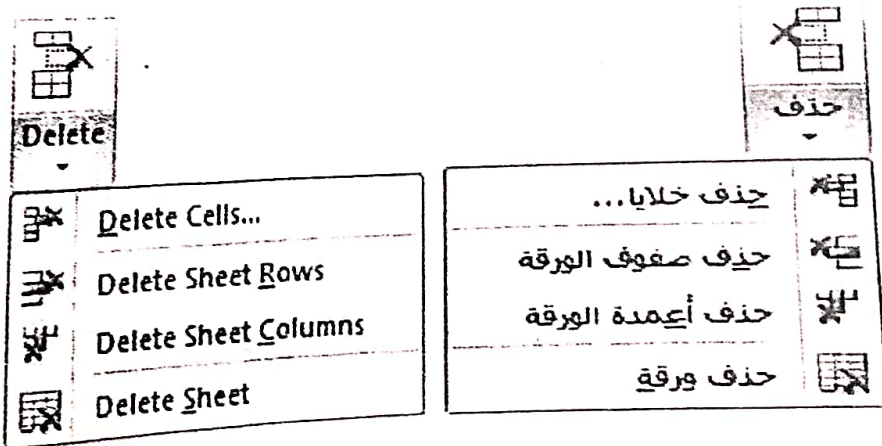 Delete
Delete Cells...
Delete Sheet Rows
Delete Sheet Columns
Delete Sheet
حذف
حذف خلايا...
حذف صفوف الورقة
حذف أعمدة الورقة
حذف ورقة